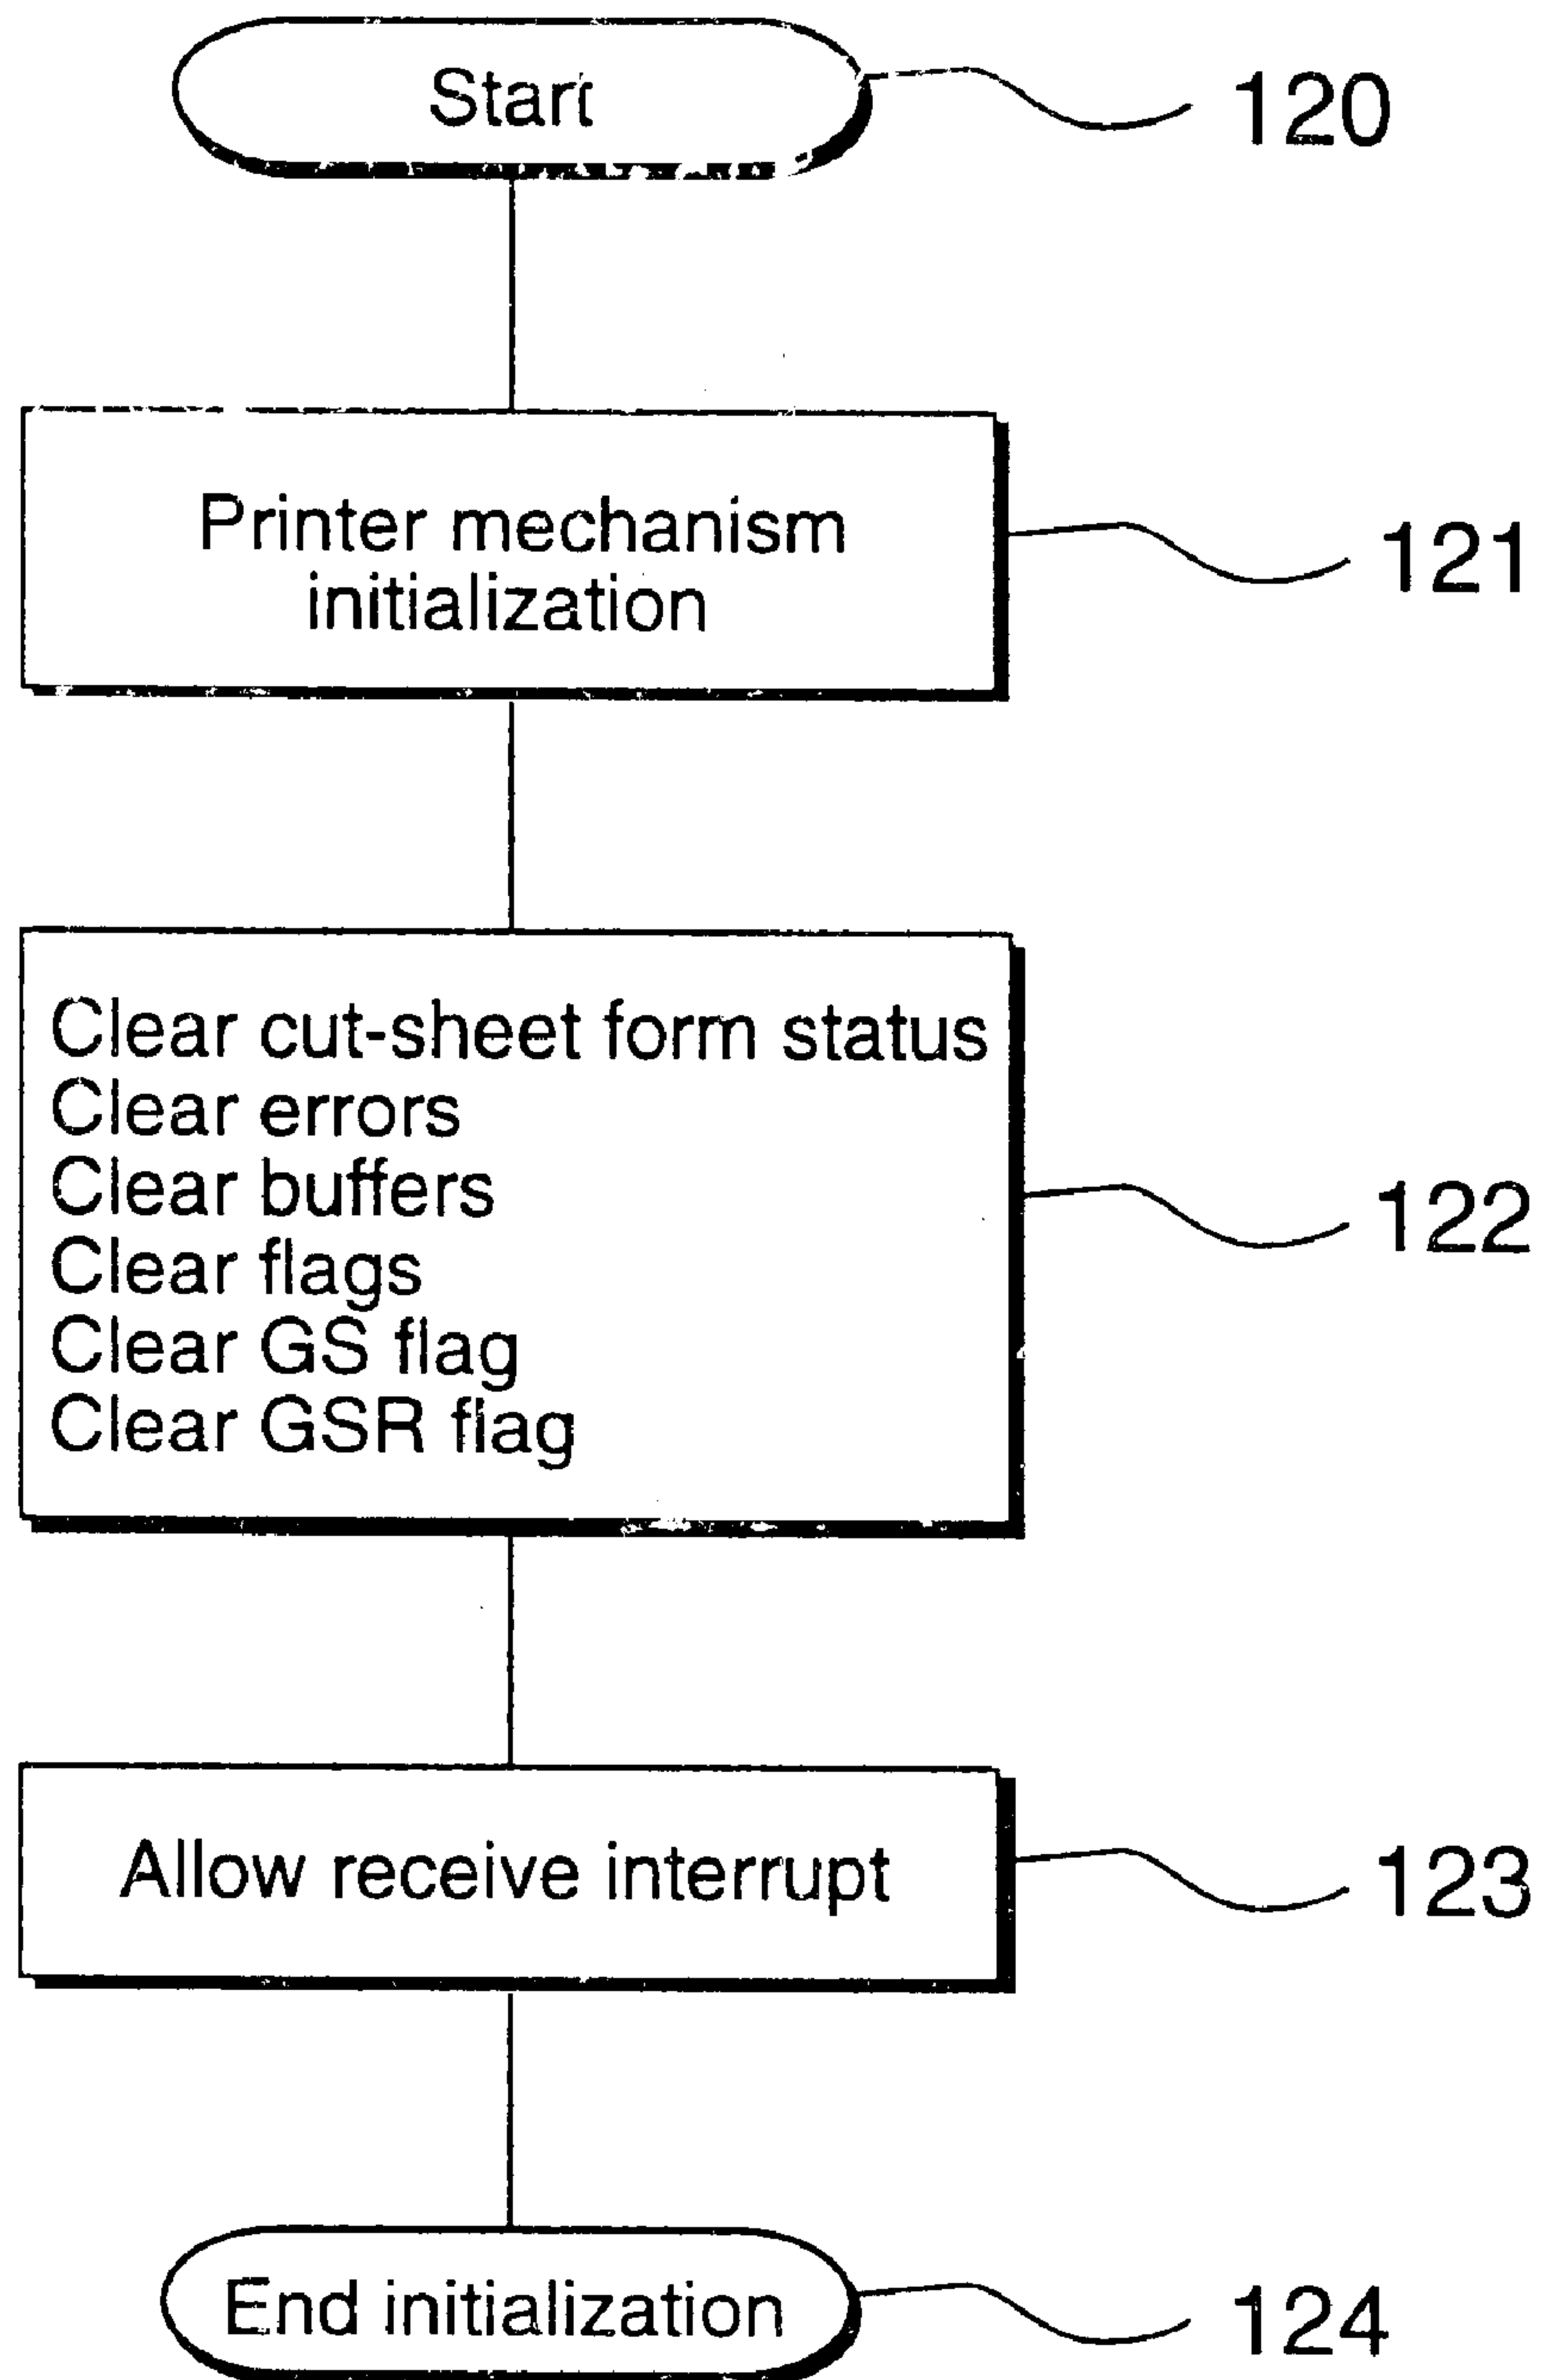 Start
120
Printer mechanism
initialization
121
Clear cut-sheet form status
Clear errors
Clear buffers
Clear flags
Clear GS flag
Clear GSR flag
122
Allow receive interrupt
123
End initialization
124